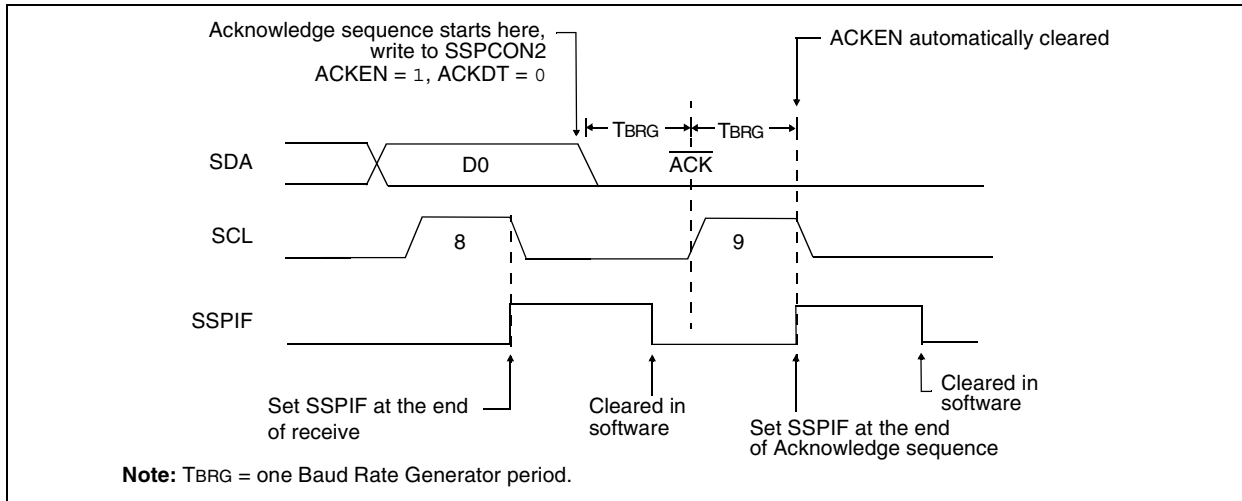 Acknowledge sequence starts here,
write to SSPCON2
ACKEN = 1, ACKDT = 0
ACKEN automatically cleared
TBRG
TBRG
SDA
D0
ACK
SCL
8
9
SSPIF
Set SSPIF at the end
of receive
Cleared in
software
Set SSPIF at the end
of Acknowledge sequence
Cleared in
software
Note: TBRG = one Baud Rate Generator period.